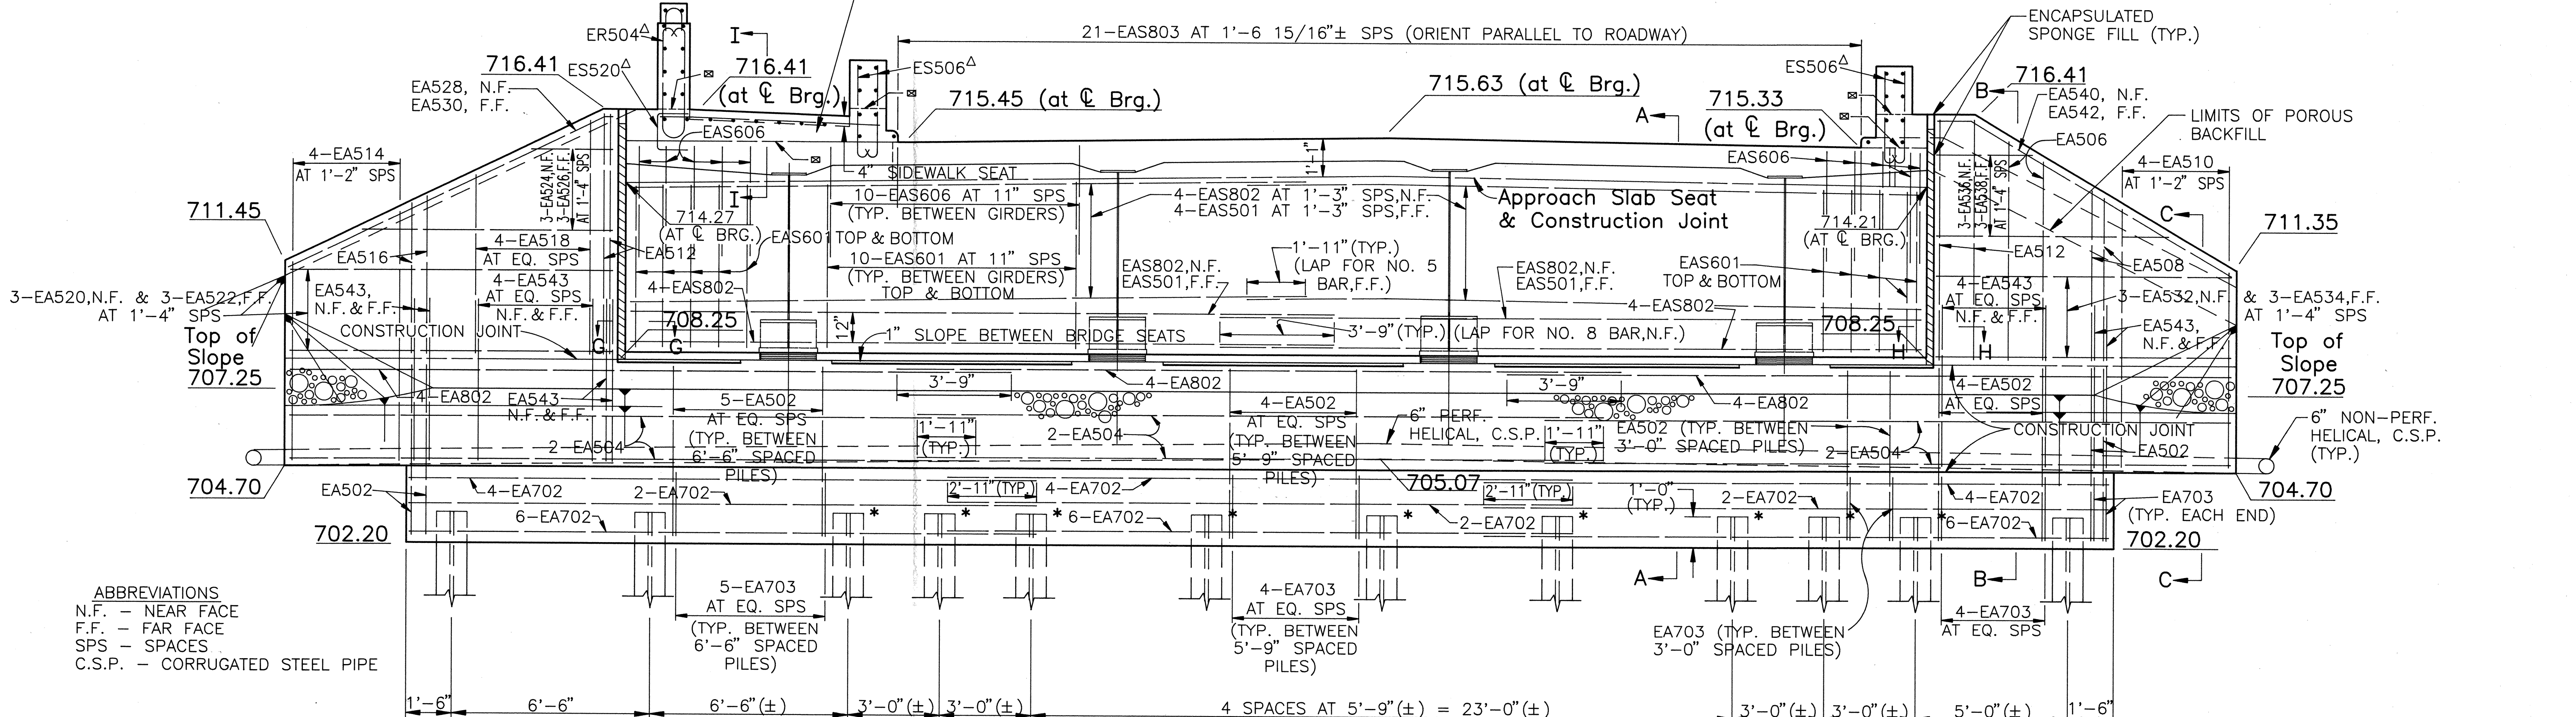 21-EAS803 AT 1'-6 15/16"± SPS (ORIENT PARALLEL TO ROADWAY)
ENCAPSULATED
SPONGE FILL (TYP.)
ER504△
I
716.41
ES520△
716.41
(at ℄ Brg.)
ES506△
715.45 (at ℄ Brg.)
715.63 (at ℄ Brg.)
ES506△
715.33
(at ℄ Brg.)
A
B
716.41
EA540, N.F.
EA542, F.F.
EA528, N.F.
EA530, F.F.
LIMITS OF POROUS
BACKFILL
EA506
EAS606
1'-1"
EAS606
4-EA514
AT 1'-2" SPS
3-EA524,N.F.
3-EA526,F.F.
AT 1'-4" SPS
4" SIDEWALK SEAT
10-EAS606 AT 11" SPS
(TYP. BETWEEN GIRDERS)
4-EAS802 AT 1'-3" SPS,N.F.
4-EAS501 AT 1'-3" SPS,F.F.
Approach Slab Seat
& Construction Joint
3-EA536,N.F.
3-EA538,F.F.
AT 1'-4" SPS
4-EA510
AT 1'-2" SPS
I
711.45
714.27
(AT ℄ BRG.)
714.21
(AT ℄ BRG.)
C
711.35
EA516
4-EA518
AT EQ. SPS
EA512
EAS601 TOP & BOTTOM
10-EAS601 AT 11" SPS
(TYP. BETWEEN GIRDERS)
TOP & BOTTOM
1'-11" (TYP.)
(LAP FOR NO. 5
BAR,F.F.)
EAS802,N.F.
EAS501,F.F.
EAS802,N.F.
EAS501,F.F.
EAS601
TOP & BOTTOM
EA512
EA508
3-EA520,N.F. & 3-EA522,F.F.
AT 1'-4" SPS
EA543,
N.F.& F.F.
4-EA543
AT EQ. SPS
N.F.& F.F.
4-EAS802
4-EAS802
4-EA543
AT EQ. SPS
N.F.& F.F.
3-EA532,N.F. & 3-EA534,F.F.
AT 1'-4" SPS
CONSTRUCTION JOINT
G
708.25
G
12"
1" SLOPE BETWEEN BRIDGE SEATS
3'-9" (TYP.) (LAP FOR NO. 8 BAR,N.F.)
708.25
H
H
EA543,
N.F.& F.F.
Top of
Slope
707.25
Top of
Slope
707.25
4-EA802
EA543
N.F.& F.F.
3'-9"
4-EA802
3'-9"
4-EA802
4-EA502
AT EQ. SPS
5-EA502
AT EQ. SPS
(TYP. BETWEEN
6'-6" SPACED
PILES)
4-EA502
AT EQ. SPS
(TYP. BETWEEN
5'-9" SPACED
PILES)
2-EA504
1'-11"
(TYP.)
2-EA504
6" PERF.
HELICAL, C.S.P.
1'-11"
(TYP.)
EA502 (TYP. BETWEEN
3'-0" SPACED PILES)
2-EA504
CONSTRUCTION JOINT
EA502
6" NON-PERF.
HELICAL, C.S.P.
(TYP.)
704.70
EA502
4-EA702
2-EA702
2'-11" (TYP.)
4-EA702
705.07
2'-11" (TYP.)
1'-0"
(TYP.)
2-EA702
4-EA702
EA703
(TYP. EACH END)
704.70
702.20
6-EA702
* * * 6-EA702 * * 2-EA702 * * * * 6-EA702
702.20
A
B
C
ABBREVIATIONS
N.F. – NEAR FACE
F.F. – FAR FACE
SPS – SPACES
C.S.P. – CORRUGATED STEEL PIPE
5-EA703
AT EQ. SPS
(TYP. BETWEEN
6'-6" SPACED
PILES)
4-EA703
AT EQ. SPS
(TYP. BETWEEN
5'-9" SPACED
PILES)
EA703 (TYP. BETWEEN
3'-0" SPACED PILES)
4-EA703
AT EQ. SPS
1'-6" 6'-6" 6'-6"(±) 3'-0"(±) 3'-0"(±) 4 SPACES AT 5'-9"(±) = 23'-0"(±) 3'-0"(±) 3'-0"(±) 5'-0"(±) 1'-6"